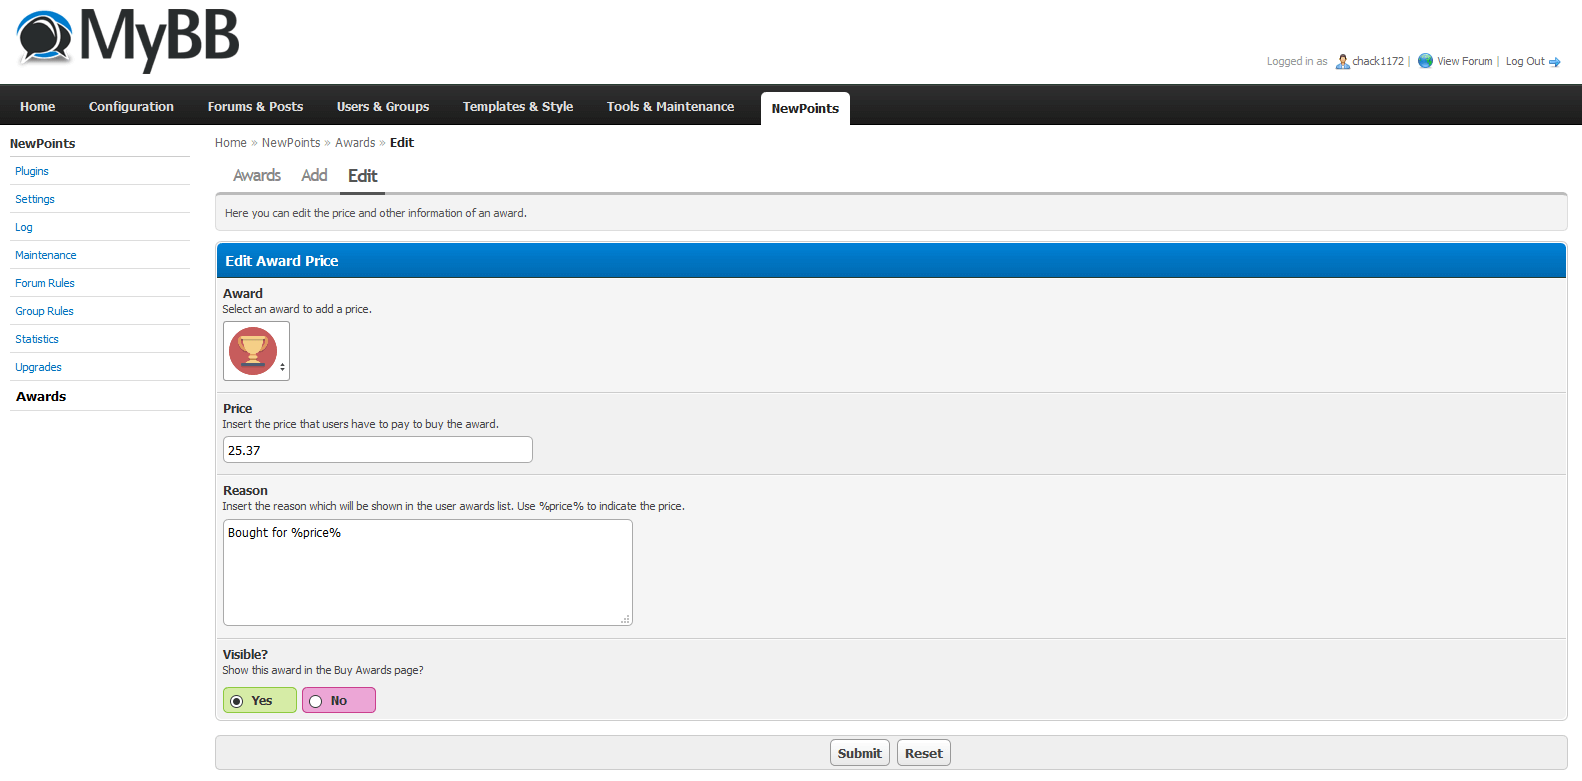 MyBB
Logged in as chack1172 | View Forum | Log Out
Home Configuration Forums & Posts Users & Groups Templates & Style Tools & Maintenance NewPoints
NewPoints
Plugins
Settings
Log
Maintenance
Forum Rules
Group Rules
Statistics
Upgrades
Awards
Home » NewPoints » Awards » Edit
Awards Add Edit
Here you can edit the price and other information of an award.
Edit Award Price
Award
Select an award to add a price.
Price
Insert the price that users have to pay to buy the award.
25.37
Reason
Insert the reason which will be shown in the user awards list. Use %price% to indicate the price.
Bought for %price%
Visible?
Show this award in the Buy Awards page?
Yes No
Submit Reset